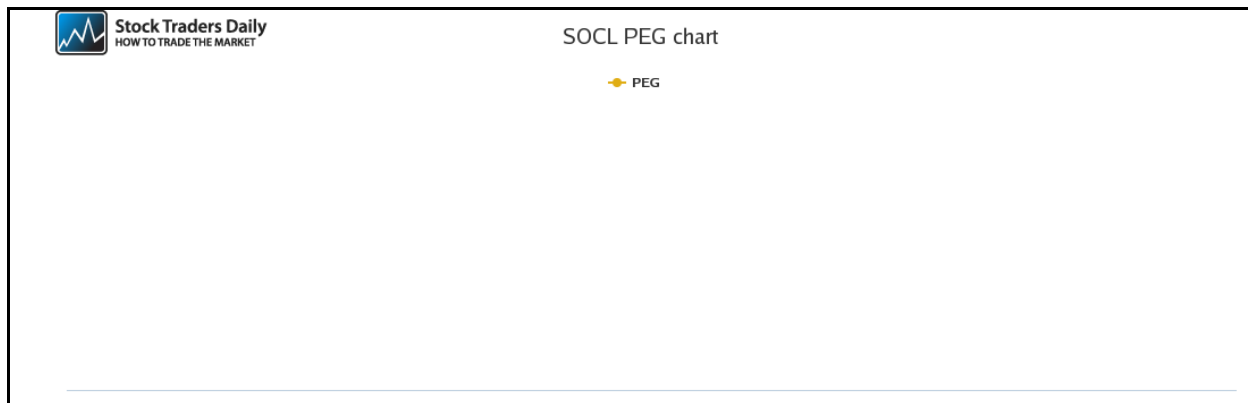 Stock Traders Daily
HOW TO TRADE THE MARKET
SOCL PEG chart
PEG